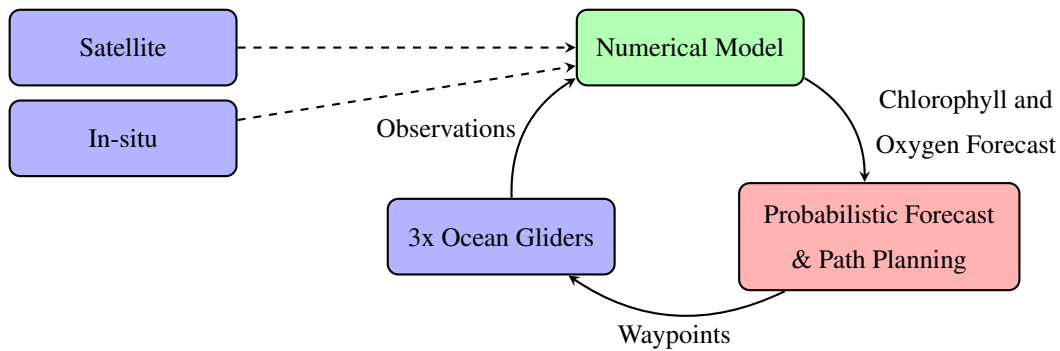 Satellite
Numerical Model
In-situ
Observations
Chlorophyll and
Oxygen Forecast
3x Ocean Gliders
Probabilistic Forecast
& Path Planning
Waypoints